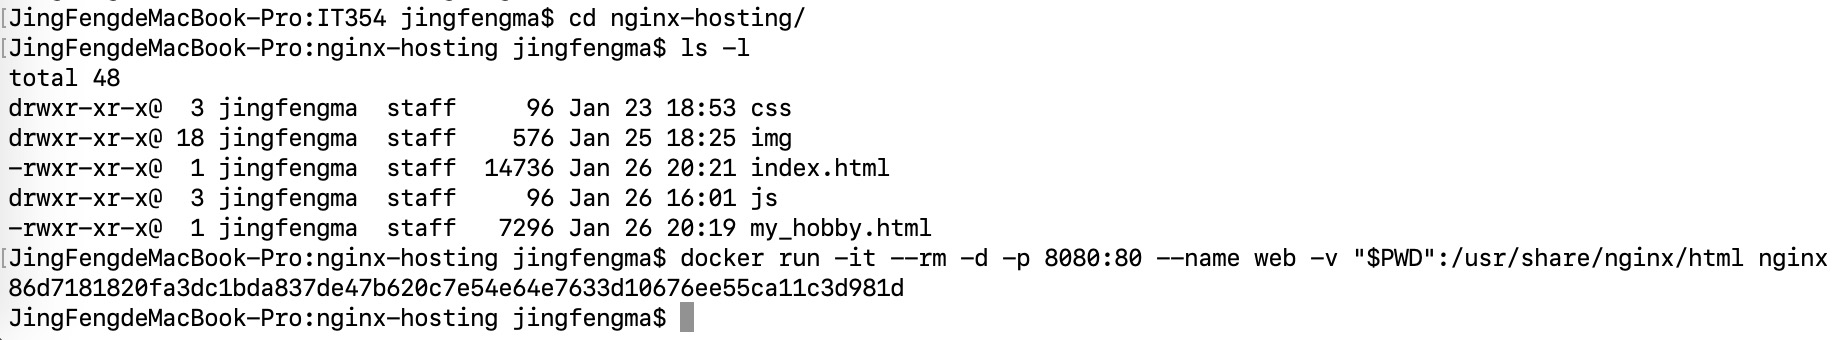 [JingFengdeMacBook-Pro:IT354 jingfengma$ cd nginx-hosting/
[JingFengdeMacBook-Pro:nginx-hosting jingfengma$ ls -l
total 48
drwxr-xr-x@  3 jingfengma  staff     96 Jan 23 18:53 css
drwxr-xr-x@ 18 jingfengma  staff    576 Jan 25 18:25 img
-rwxr-xr-x@  1 jingfengma  staff  14736 Jan 26 20:21 index.html
drwxr-xr-x@  3 jingfengma  staff     96 Jan 26 16:01 js
-rwxr-xr-x@  1 jingfengma  staff   7296 Jan 26 20:19 my_hobby.html
[JingFengdeMacBook-Pro:nginx-hosting jingfengma$ docker run -it --rm -d -p 8080:80 --name web -v "$PWD":/usr/share/nginx/html nginx
86d7181820fa3dc1bda837de47b620c7e54e64e7633d10676ee55ca11c3d981d
JingFengdeMacBook-Pro:nginx-hosting jingfengma$